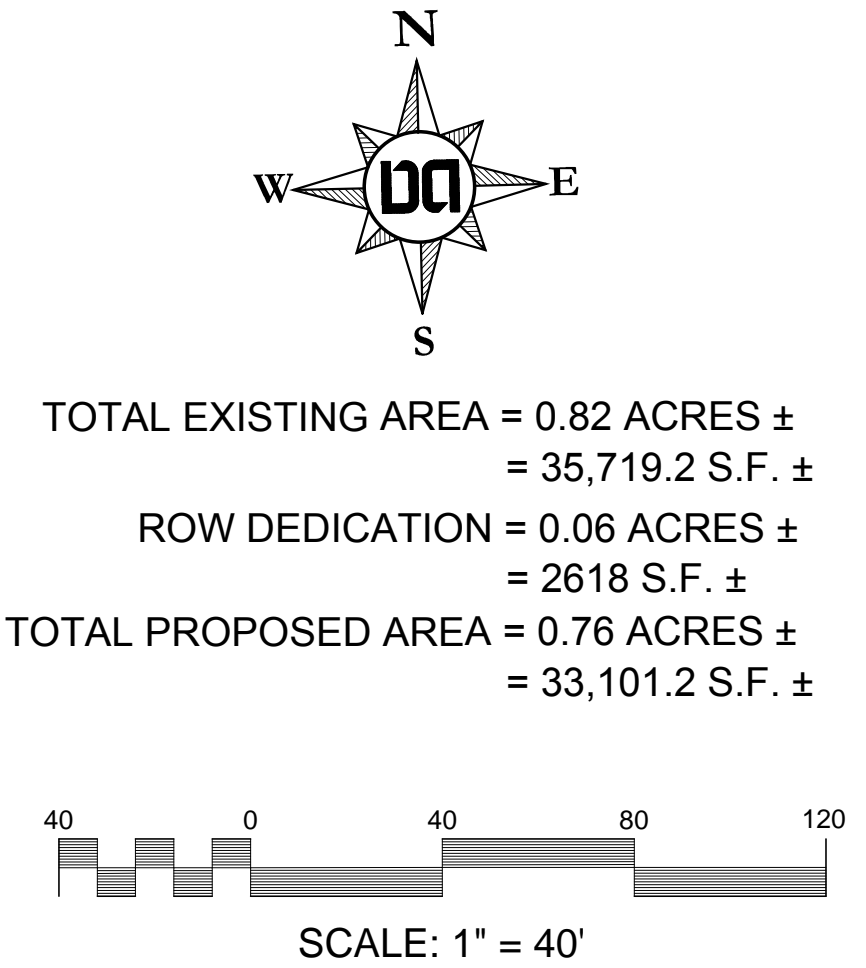 N
W E
S
TOTAL EXISTING AREA = 0.82 ACRES ±
= 35,719.2 S.F. ±
ROW DEDICATION = 0.06 ACRES ±
= 2618 S.F. ±
TOTAL PROPOSED AREA = 0.76 ACRES ±
= 33,101.2 S.F. ±
40 0 40 80 120
SCALE: 1" = 40'